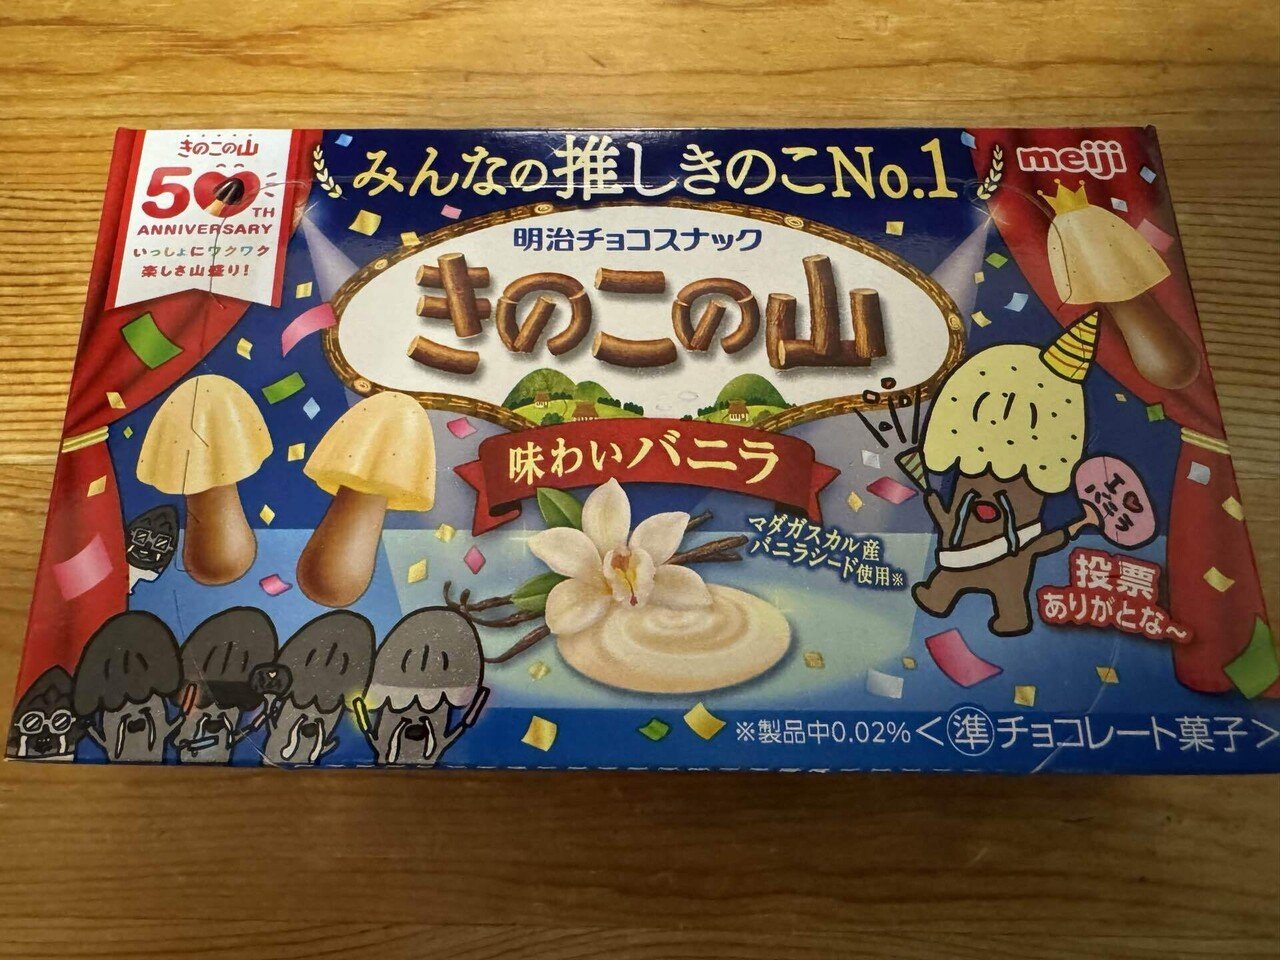 きのこの山
50TH
ANNIVERSARY
いっしょにワクワク
楽しさ山盛り!
みんなの推しきのこNo.1
meiji
明治チョコスナック
きのこの山
味わいバニラ
マダガスカル産
バニラシード使用※
投票
ありがとな~
※製品中0.02%
<準チョコレート菓子>